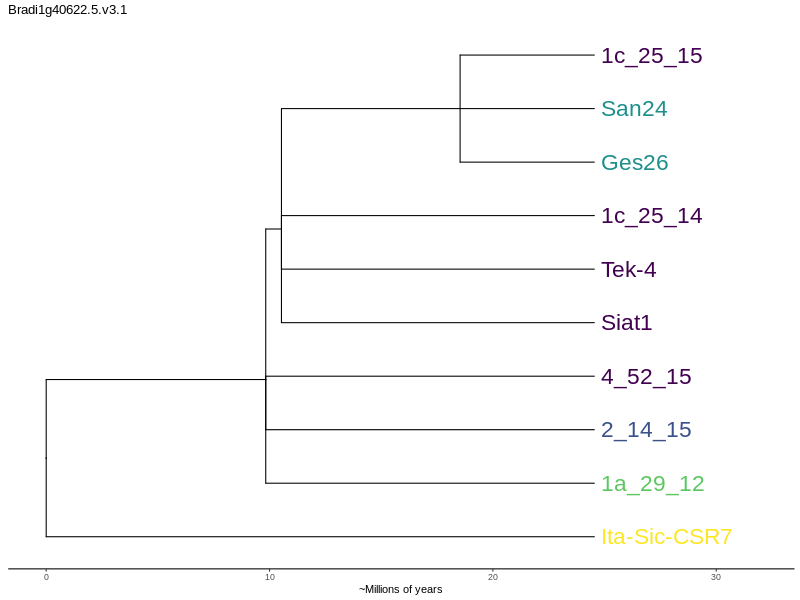 Bradi1g40622.5.v3.1
1c_25_15
San24
Ges26
1c_25_14
Tek-4
Siat1
4_52_15
2_14_15
1a_29_12
Ita-Sic-CSR7
0 10 20 30
~Millions of years